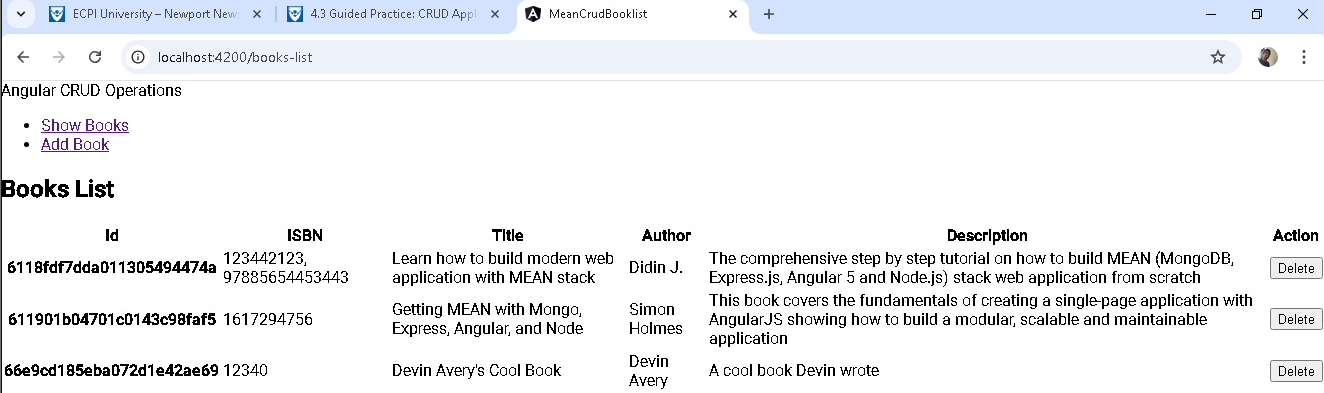 ECPI University – Newport New
4.3 Guided Practice: CRUD Appl
MeanCrudBooklist
localhost:4200/books-list
Angular CRUD Operations
Show Books
Add Book
Books List
Id ISBN Title Author Description Action
6118fdf7dda011305494474a 123442123, 97885654453443 Learn how to build modern web application with MEAN stack Didin J. The comprehensive step by step tutorial on how to build MEAN (MongoDB, Express.js, Angular 5 and Node.js) stack web application from scratch Delete
611901b04701c0143c98faf5 1617294756 Getting MEAN with Mongo, Express, Angular, and Node Simon Holmes This book covers the fundamentals of creating a single-page application with AngularJS showing how to build a modular, scalable and maintainable application Delete
66e9cd185eba072d1e42ae69 12340 Devin Avery's Cool Book Devin Avery A cool book Devin wrote Delete